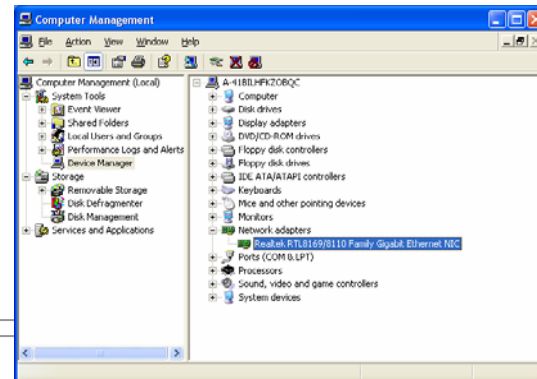 Computer Management
File Action View Window Help
Computer Management (Local)
System Tools
Event Viewer
Shared Folders
Local Users and Groups
Performance Logs and Alerts
Device Manager
Storage
Removable Storage
Disk Defragmenter
Disk Management
Services and Applications
A-41BILHFKZOBQC
Computer
Disk drives
Display adapters
DVD/CD-ROM drives
Floppy disk controllers
Floppy disk drives
IDE ATA/ATAPI controllers
Keyboards
Mice and other pointing devices
Monitors
Network adapters
Realtek RTL8169/8110 Family Gigabit Ethernet NIC
Ports (COM & LPT)
Processors
Sound, video and game controllers
System devices